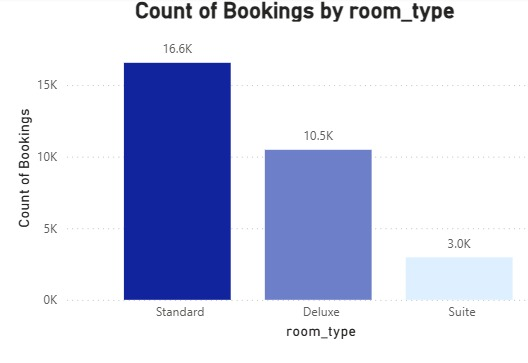 Count of Bookings by room_type
16.6K
15K
10.5K
10K
5K
3.0K
0K
Count of Bookings
Standard
Deluxe
Suite
room_type